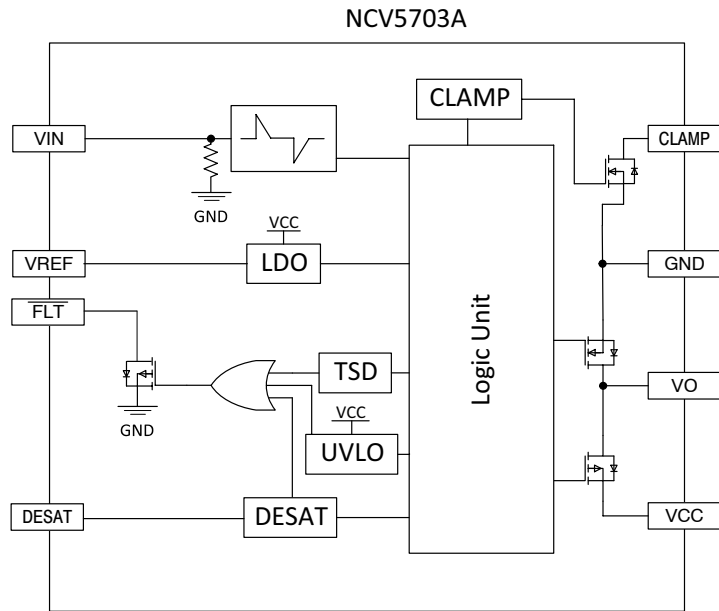 NCV5703A
CLAMP
VIN
CLAMP
GND
VCC
VREF
LDO
GND
FLT
Logic Unit
TSD
VO
GND
VCC
UVLO
DESAT
DESAT
VCC